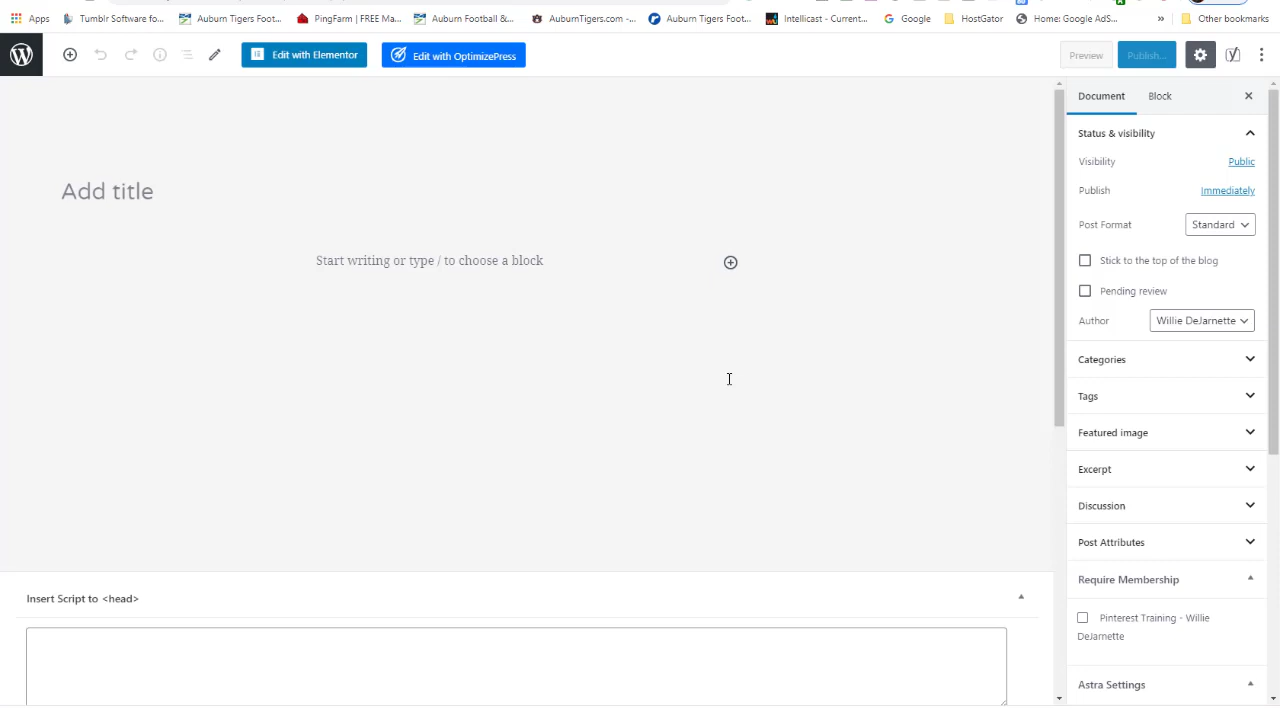 Apps Tumblr Software fo... Auburn Tigers Foot... PingFarm | FREE Ma... Auburn Football &... AuburnTigers.com -... Auburn Tigers Foot... Intellicast - Current... Google HostGator Home: Google AdS... » Other bookmarks
Edit with Elementor Edit with OptimizePress Preview Publish...
Document Block
Status & visibility
Visibility Public
Publish Immediately
Post Format Standard
Stick to the top of the blog
Pending review
Author Willie DeJarnette
Categories
Tags
Featured image
Excerpt
Discussion
Post Attributes
Require Membership
Pinterest Training - Willie
DeJarnette
Astra Settings
Add title
Start writing or type / to choose a block
Insert Script to <head>